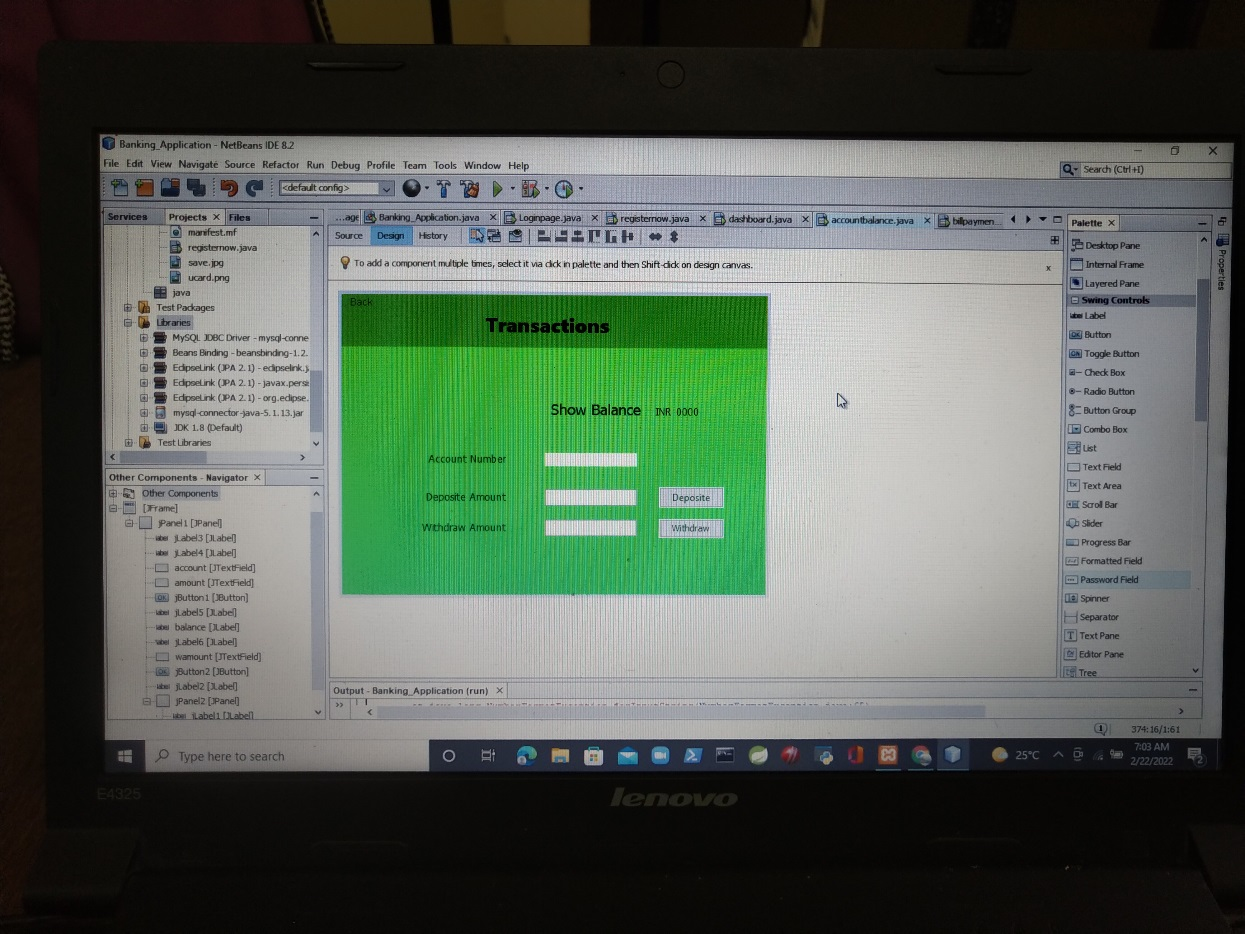 Banking_Application - NetBeans IDE 8.2
File Edit View Navigate Source Refactor Run Debug Profile Team Tools Window Help
Search (Ctrl+I)
<default config>
Services Projects Files
manifest.mf
registernow.java
save.jpg
ucard.png
java
Test Packages
Libraries
MySQL JDBC Driver - mysql-conne
Beans Binding - beansbinding-1.2.
EclipseLink (JPA 2.1) - eclipselink.j
EclipseLink (JPA 2.1) - javax.persi
EclipseLink (JPA 2.1) - org.eclipse.
mysql-connector-java-5.1.13.jar
JDK 1.8 (Default)
Test Libraries
Other Components - Navigator
Other Components
[JFrame]
jPanel1 [JPanel]
jLabel3 [JLabel]
jLabel4 [JLabel]
account [JTextField]
amount [JTextField]
jButton1 [JButton]
jLabel5 [JLabel]
balance [JLabel]
jLabel6 [JLabel]
wamount [JTextField]
jButton2 [JButton]
jLabel2 [JLabel]
jPanel2 [JPanel]
jLabel1 [JLabel]
...age Banking_Application.java Loginpage.java registernow.java dashboard.java accountbalance.java billpaymen
Source Design History
To add a component multiple times, select it via click in palette and then Shift-click on design canvas.
Back
Transactions
Show Balance INR 0000
Account Number
Deposite Amount Deposite
Withdraw Amount Withdraw
Output - Banking_Application (run)
Palette
Desktop Pane
Internal Frame
Layered Pane
Swing Controls
Label
Button
Toggle Button
Check Box
Radio Button
Button Group
Combo Box
List
Text Field
Text Area
Scroll Bar
Slider
Progress Bar
Formatted Field
Password Field
Spinner
Separator
Text Pane
Editor Pane
Tree
Properties
374:16/1:61
Type here to search
25°C
7:03 AM
2/22/2022
E4325
lenovo